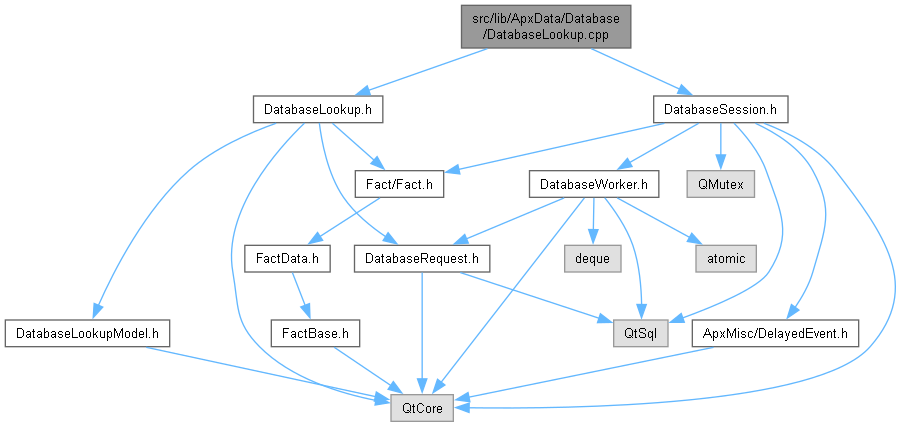 src/lib/ApxData/Database
/DatabaseLookup.cpp
DatabaseLookup.h
DatabaseSession.h
Fact/Fact.h
DatabaseWorker.h
QMutex
FactData.h
DatabaseRequest.h
deque
atomic
DatabaseLookupModel.h
FactBase.h
QtSql
ApxMisc/DelayedEvent.h
QtCore